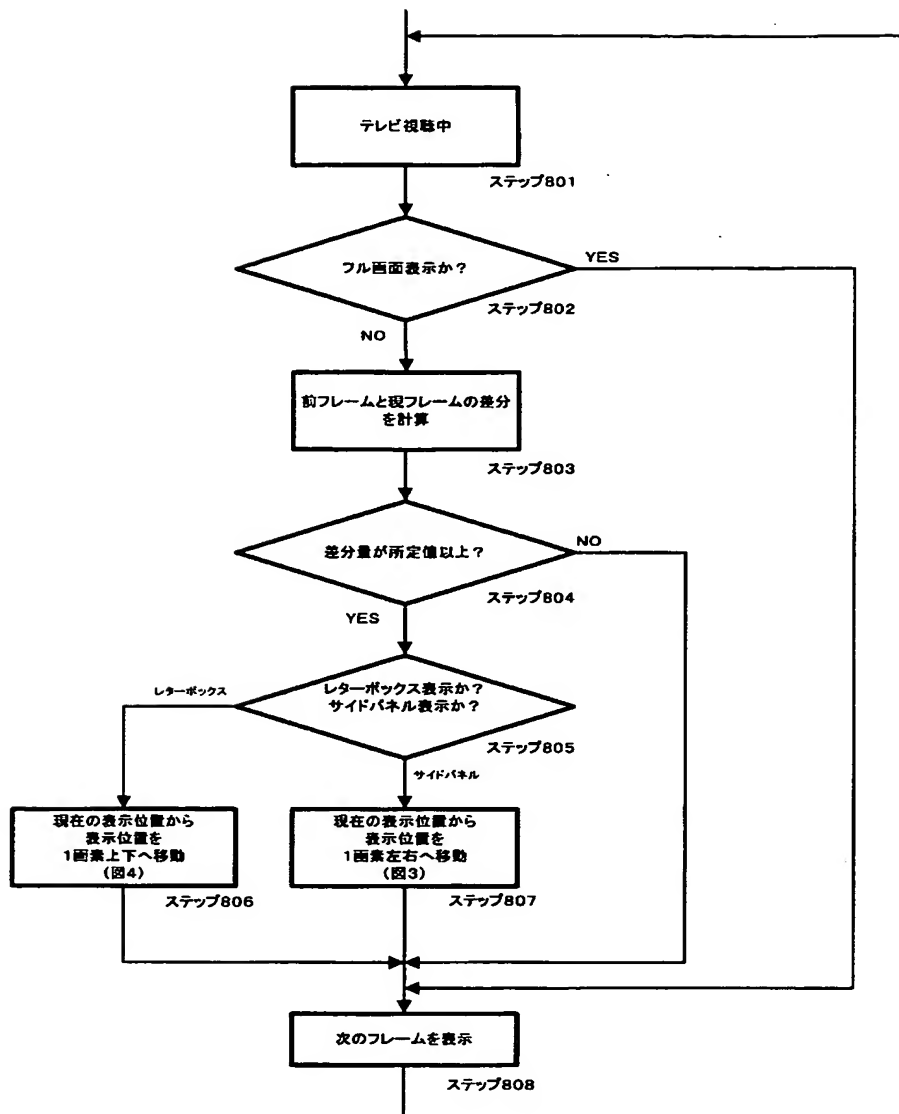 テレビ視聴中
ステップ801
フル画面表示か?
YES
ステップ802
NO
前フレームと現フレームの差分
を計算
ステップ803
差分量が所定値以上?
NO
ステップ804
YES
レターボックス表示か?
サイドパネル表示か?
レターボックス
ステップ805
サイドパネル
現在の表示位置から
表示位置を
1画素上下へ移動
(図4)
ステップ806
現在の表示位置から
表示位置を
1画素左右へ移動
(図3)
ステップ807
次のフレームを表示
ステップ808